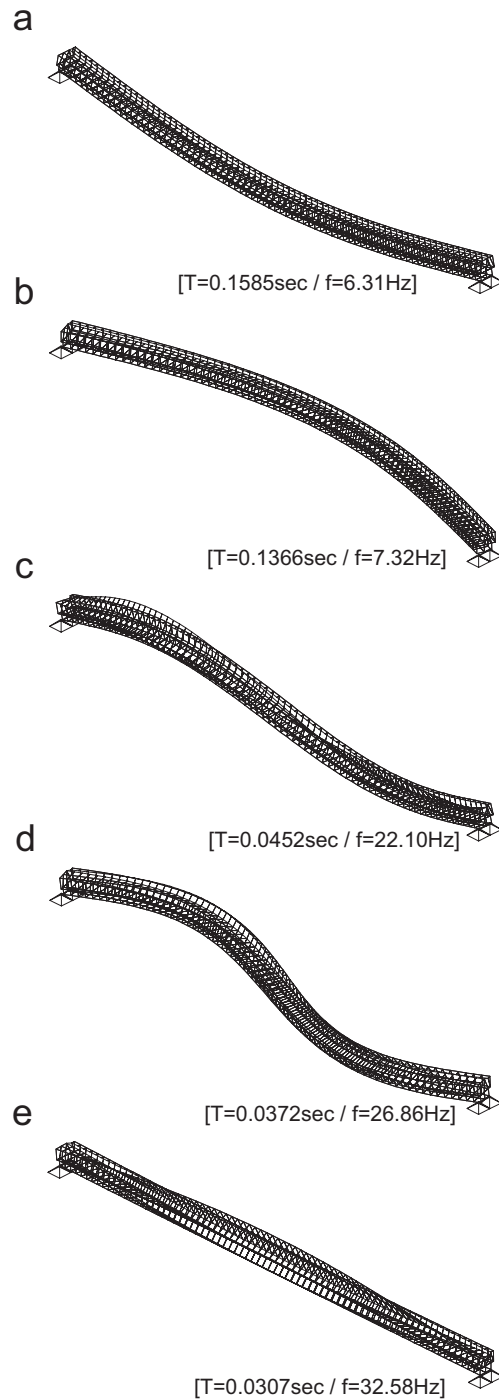 a
[T=0.1585sec / f=6.31Hz]
b
[T=0.1366sec / f=7.32Hz]
c
[T=0.0452sec / f=22.10Hz]
d
[T=0.0372sec / f=26.86Hz]
e
[T=0.0307sec / f=32.58Hz]